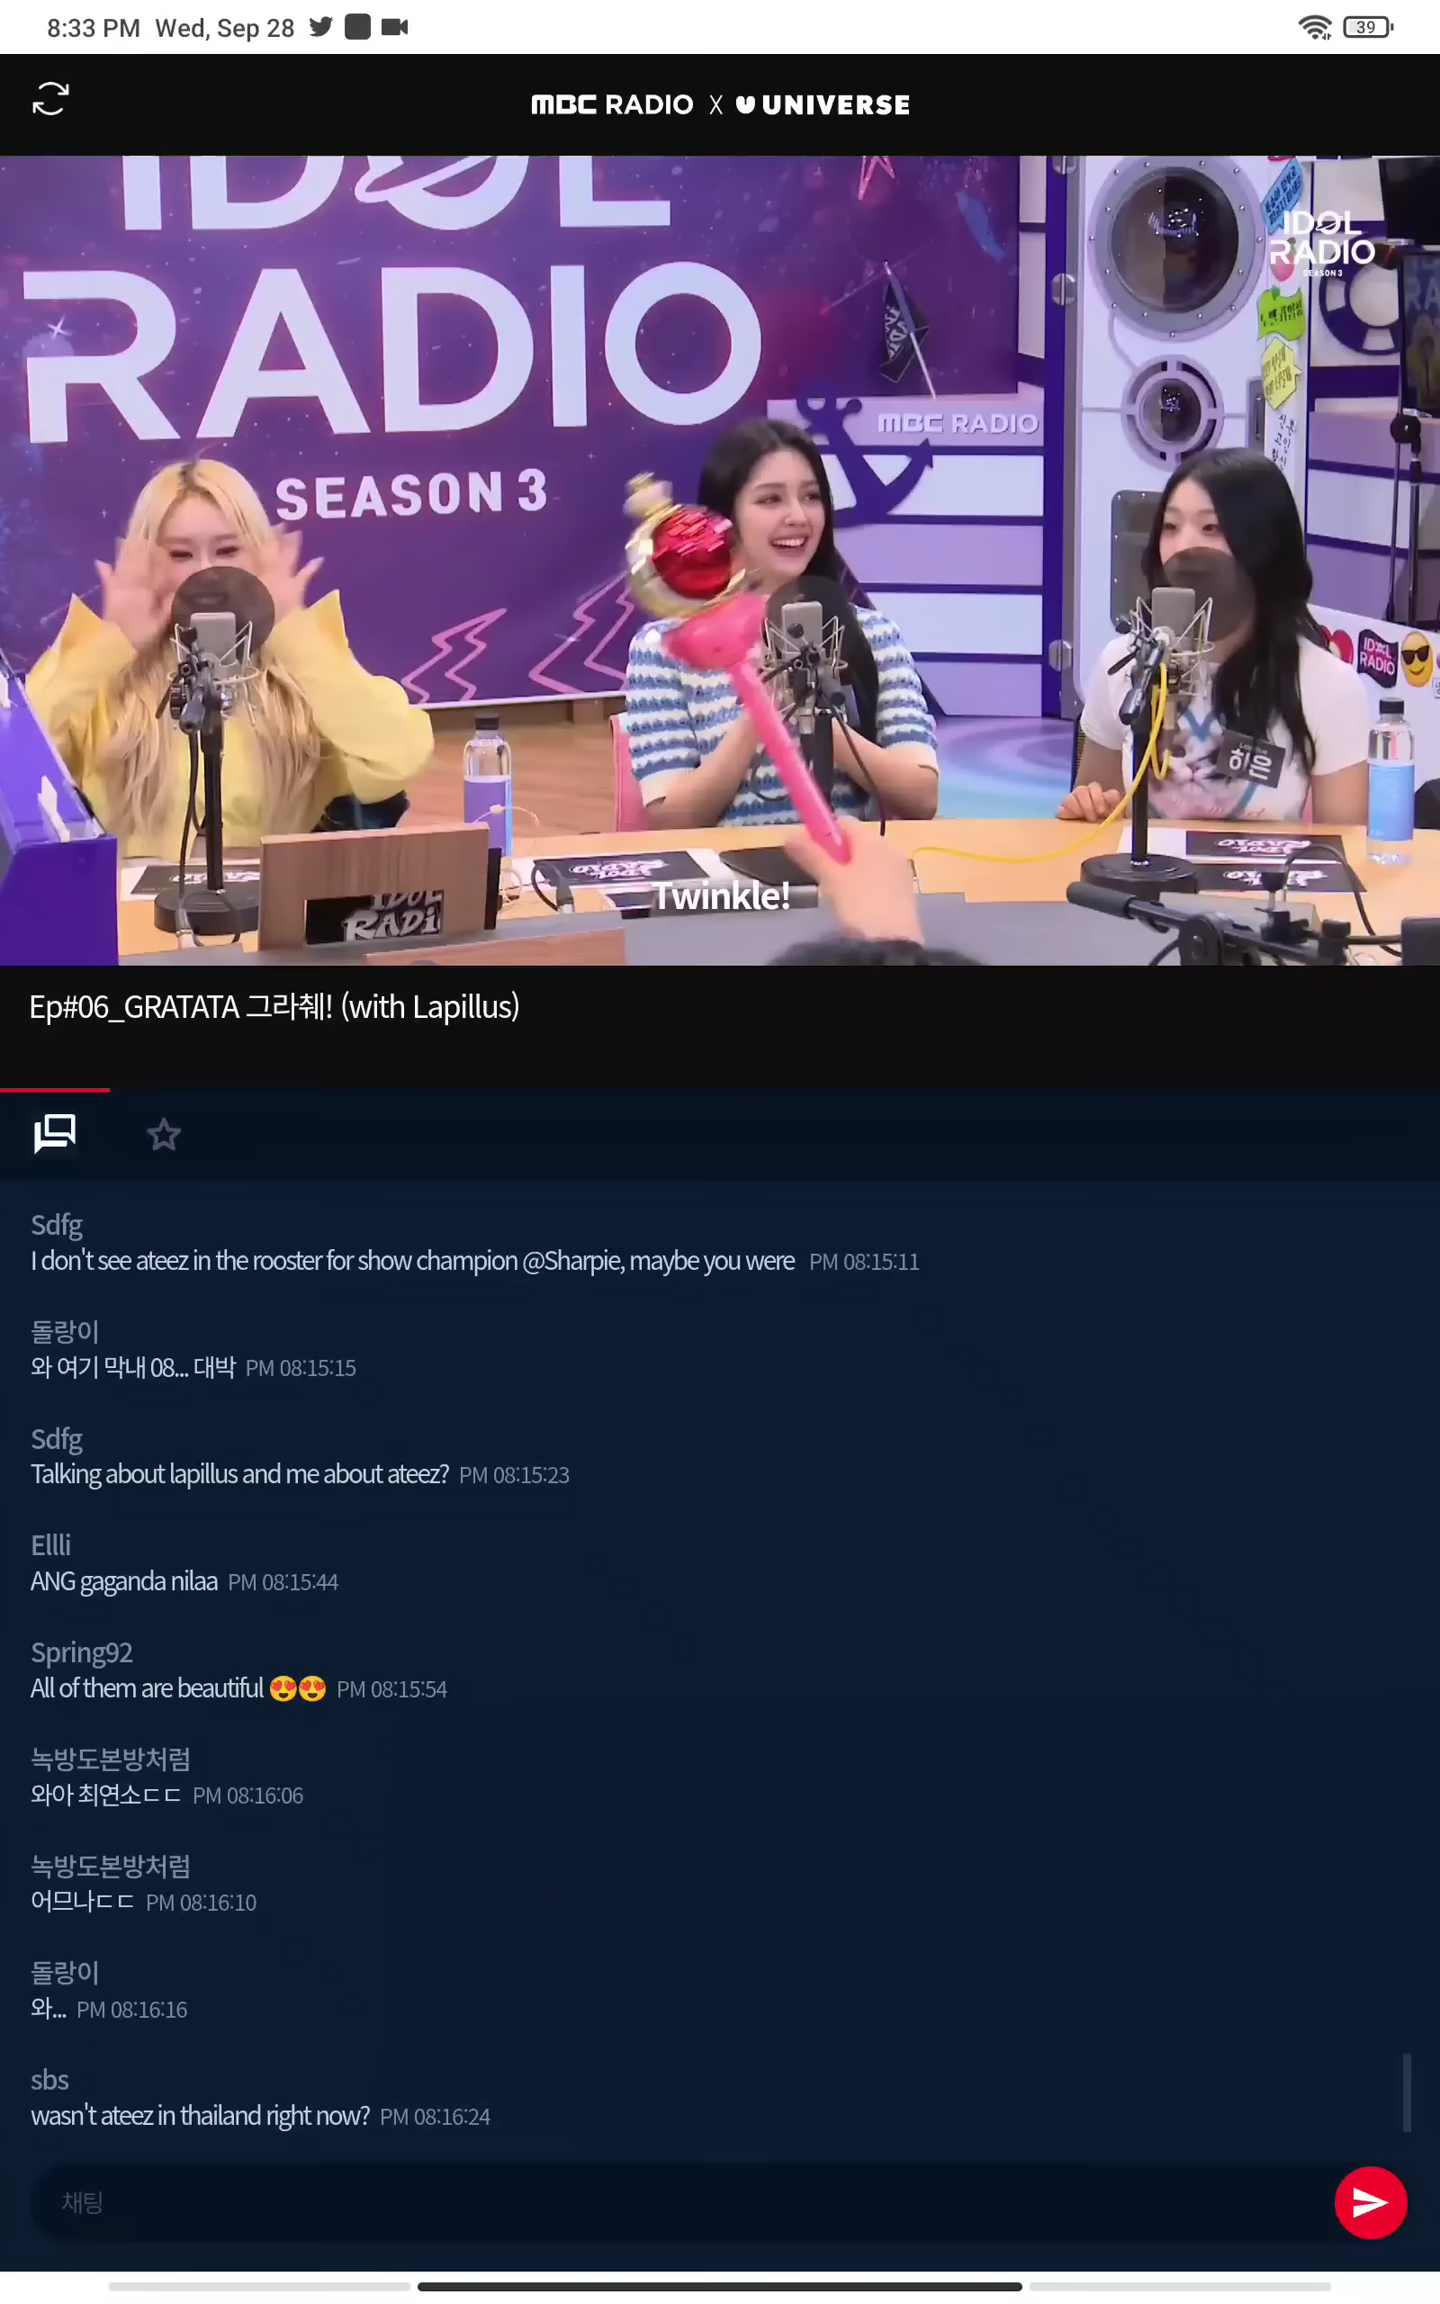 8:33 PM Wed, Sep 28
39
MBC RADIO X UNIVERSE
IDOL
RADIO
SEASON 3
IDOL
RADIO
SEASON 3
MBC RADIO
IDOL
RADIO
하은
IDOL
RADI
Twinkle!
Ep#06_GRATATA 그라췌! (with Lapillus)
Sdfg
I don't see ateez in the rooster for show champion @Sharpie, maybe you were PM 08:15:11
돌랑이
와 여기 막내 08... 대박 PM 08:15:15
Sdfg
Talking about lapillus and me about ateez? PM 08:15:23
Ellli
ANG gaganda nilaa PM 08:15:44
Spring92
All of them are beautiful 😍😍 PM 08:15:54
녹방도본방처럼
와아 최연소ㄷㄷ PM 08:16:06
녹방도본방처럼
어므나ㄷㄷ PM 08:16:10
돌랑이
와... PM 08:16:16
sbs
wasn't ateez in thailand right now? PM 08:16:24
채팅